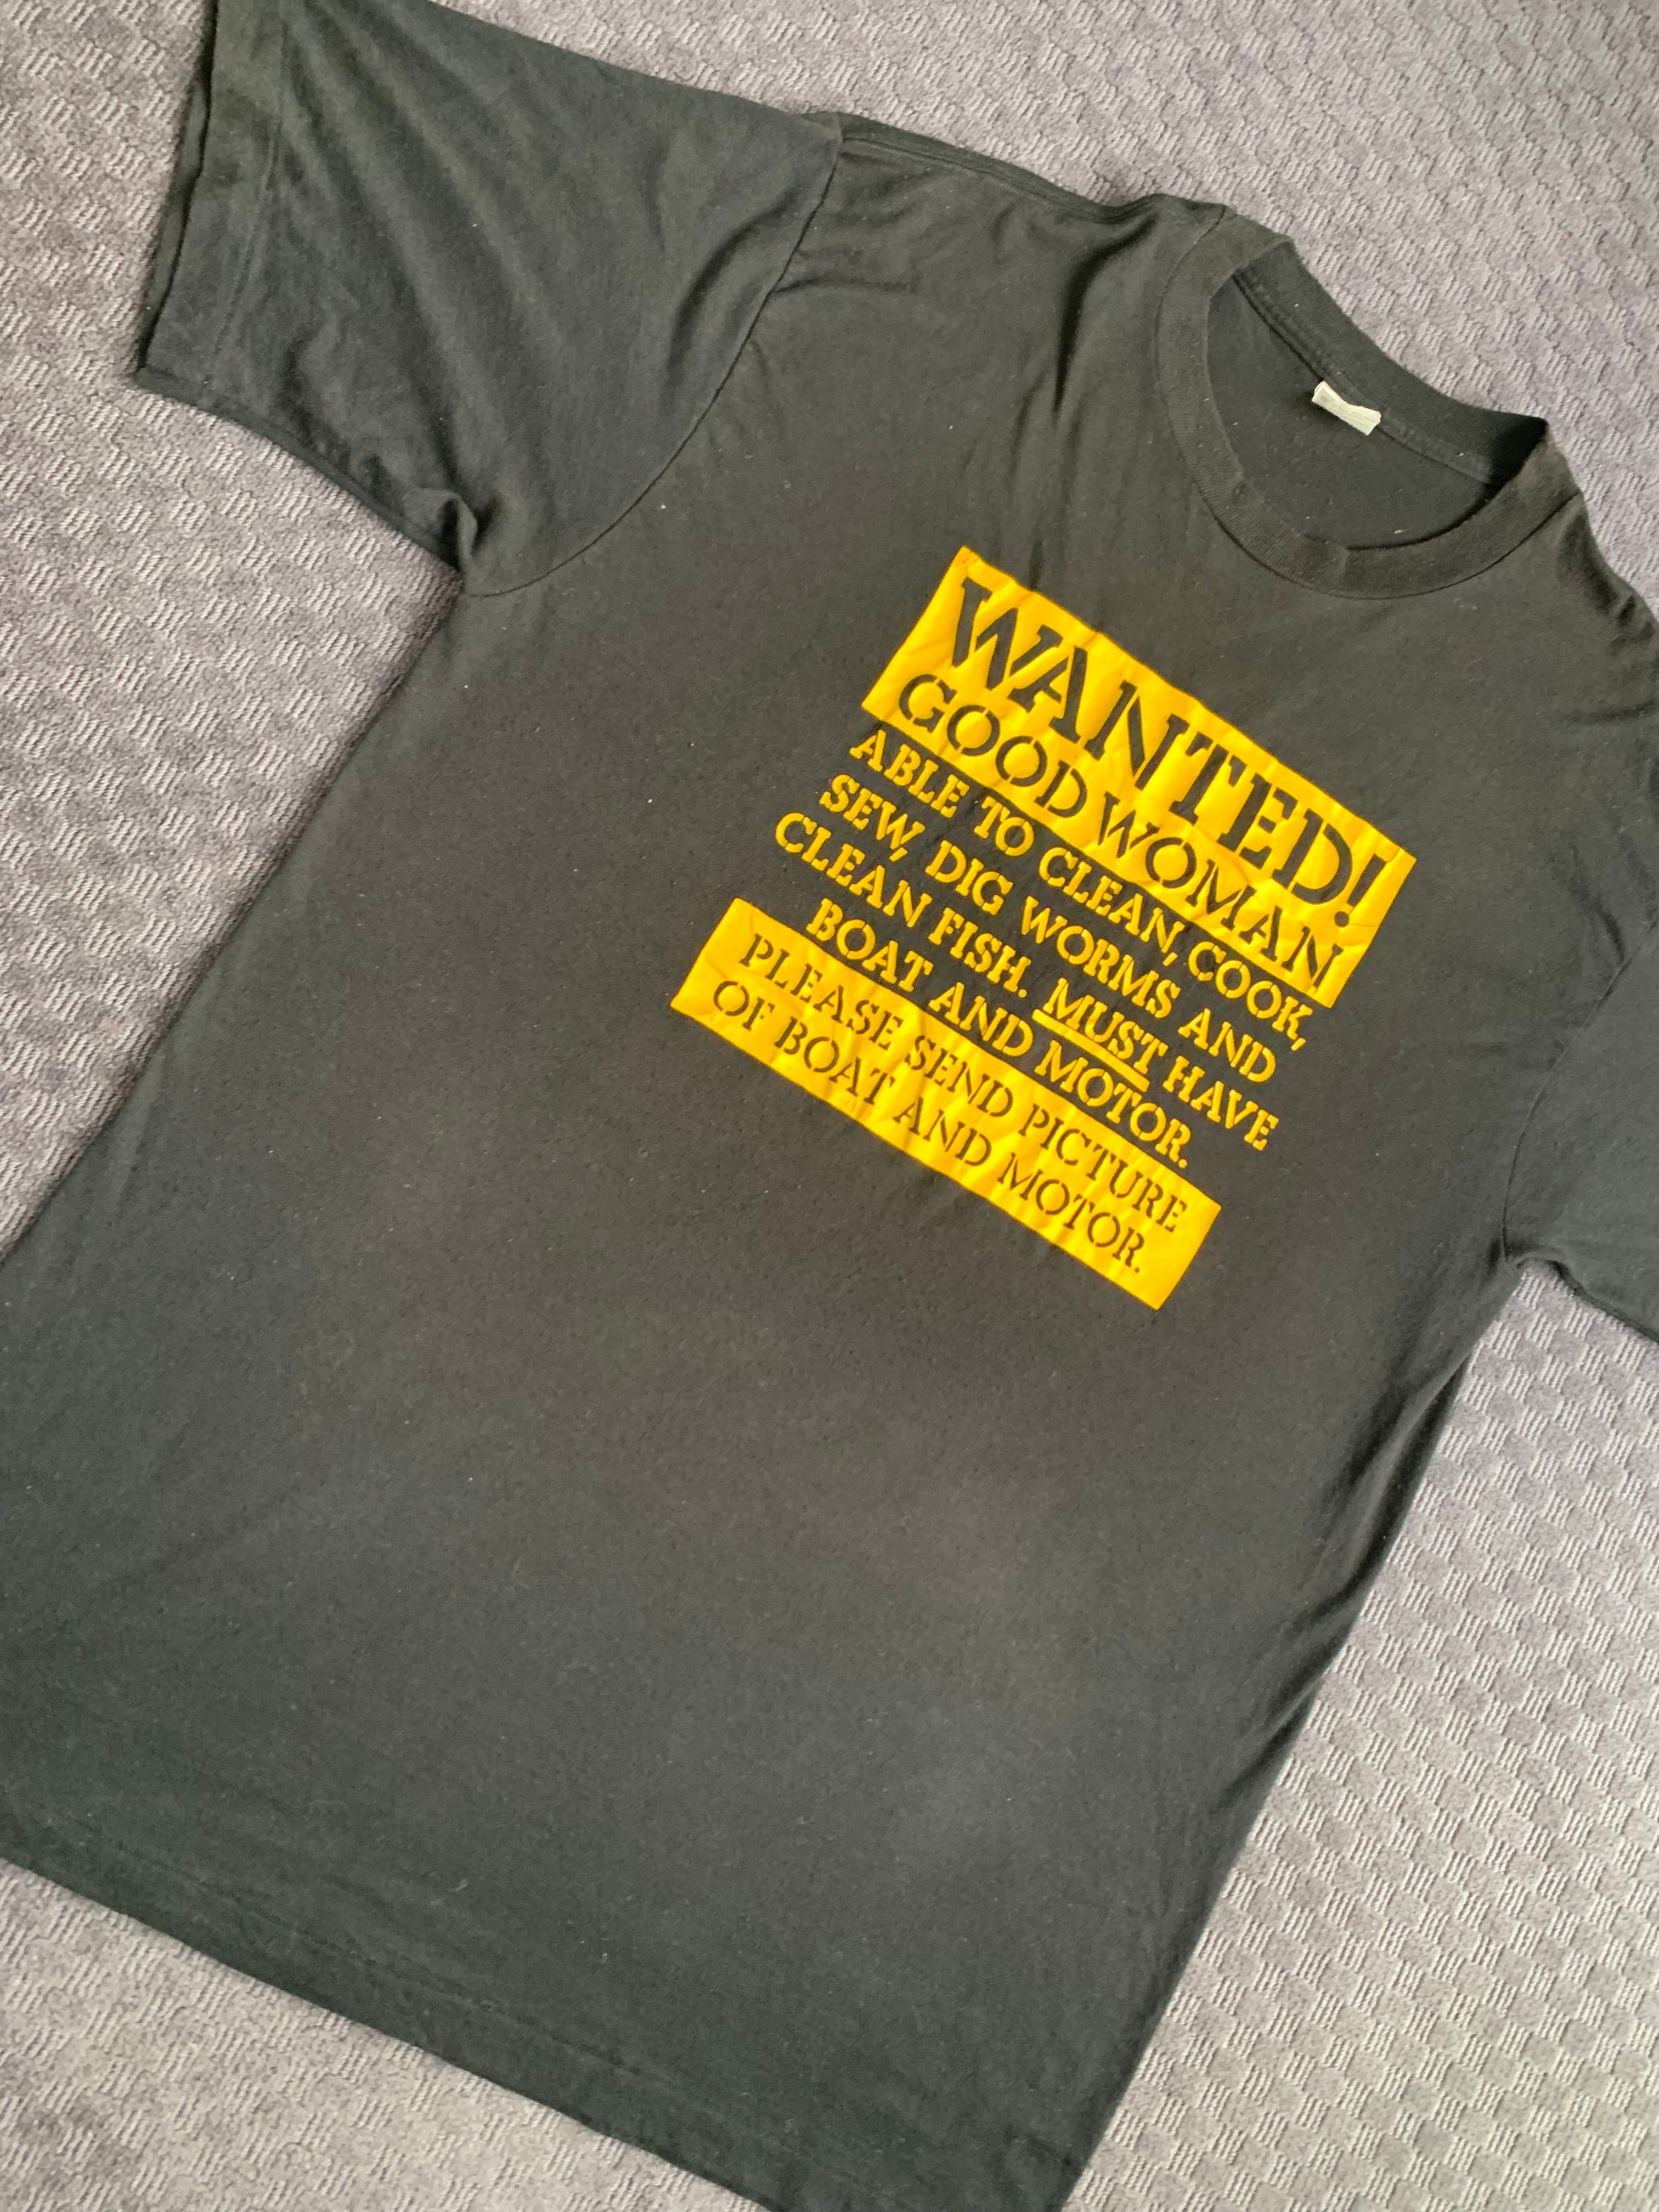 WANTED!
GOOD WOMAN
ABLE TO CLEAN, COOK,
SEW, DIG WORMS AND
CLEAN FISH. MUST HAVE
BOAT AND MOTOR.
PLEASE SEND PICTURE
OF BOAT AND MOTOR.